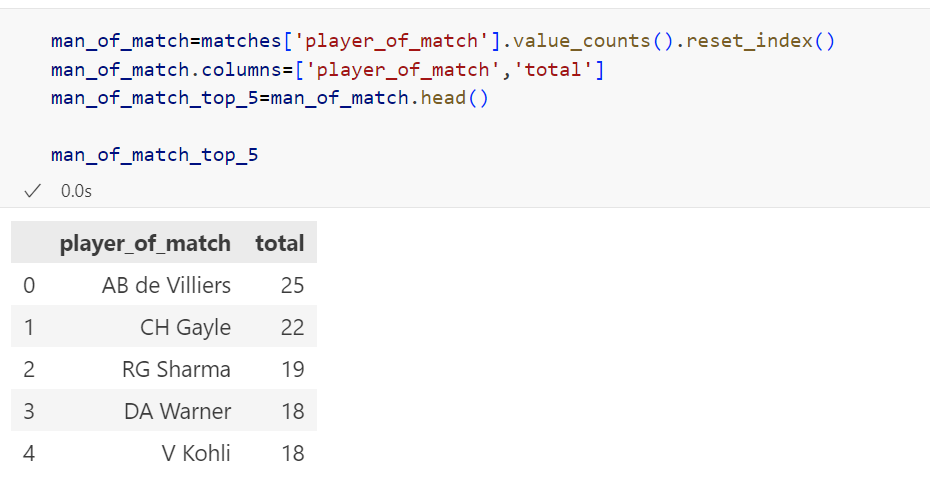 man_of_match=matches['player_of_match'].value_counts().reset_index()
man_of_match.columns=['player_of_match','total']
man_of_match_top_5=man_of_match.head()
man_of_match_top_5
0.0s
player_of_match total
0 AB de Villiers 25
1 CH Gayle 22
2 RG Sharma 19
3 DA Warner 18
4 V Kohli 18